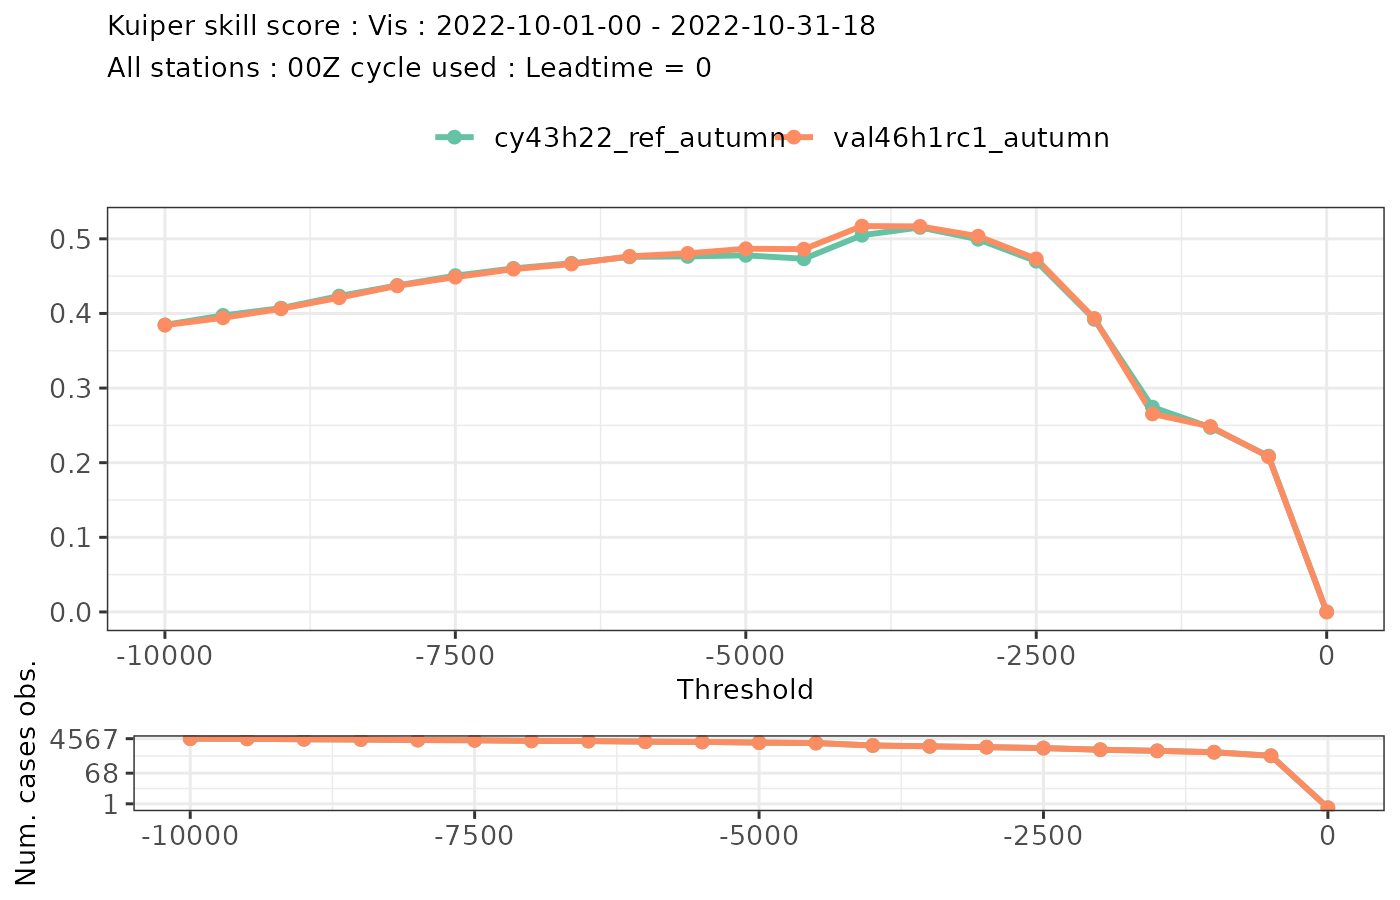 Kuiper skill score : Vis : 2022-10-01-00 - 2022-10-31-18
All stations : 00Z cycle used : Leadtime = 0
cy43h22_ref_autumn val46h1rc1_autumn
0.5
0.4
0.3
0.2
0.1
0.0
-10000 -7500 -5000 -2500 0
Threshold
Num. cases obs.
4567
68
1
-10000 -7500 -5000 -2500 0